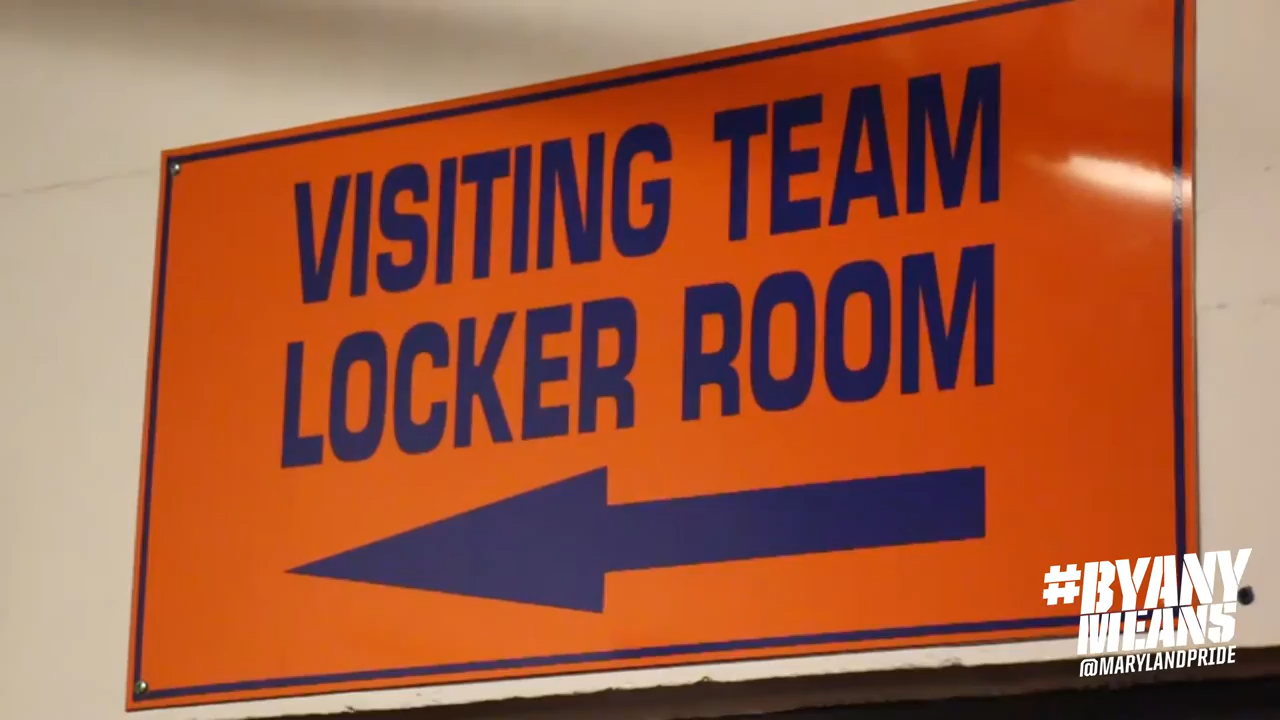 VISITING TEAM
LOCKER ROOM
#BYANY
MEANS
@MARYLANDPRIDE